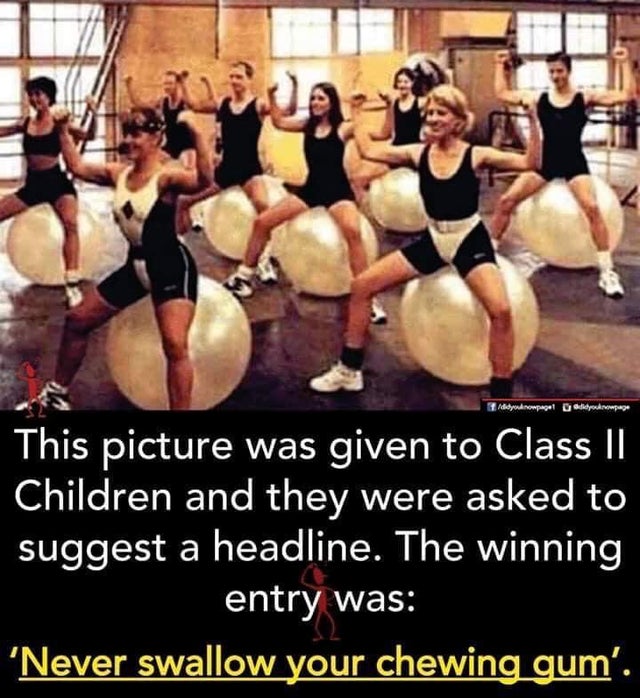 /didyouknowpage1 @didyouknowpage
This picture was given to Class II
Children and they were asked to
suggest a headline. The winning
entry was:
'Never swallow your chewing gum'.